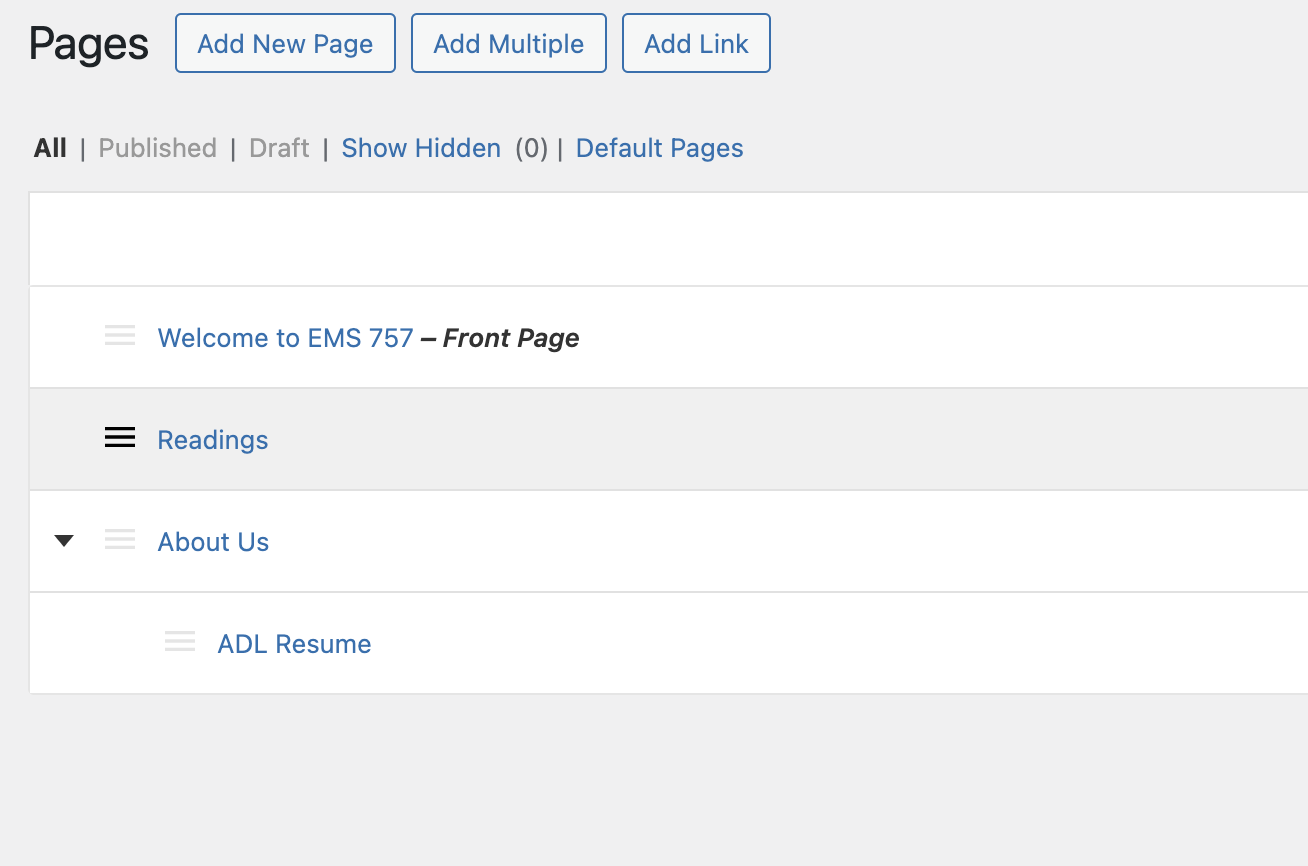 Pages Add New Page Add Multiple Add Link
All | Published | Draft | Show Hidden (0) | Default Pages
Welcome to EMS 757 – Front Page
Readings
About Us
ADL Resume